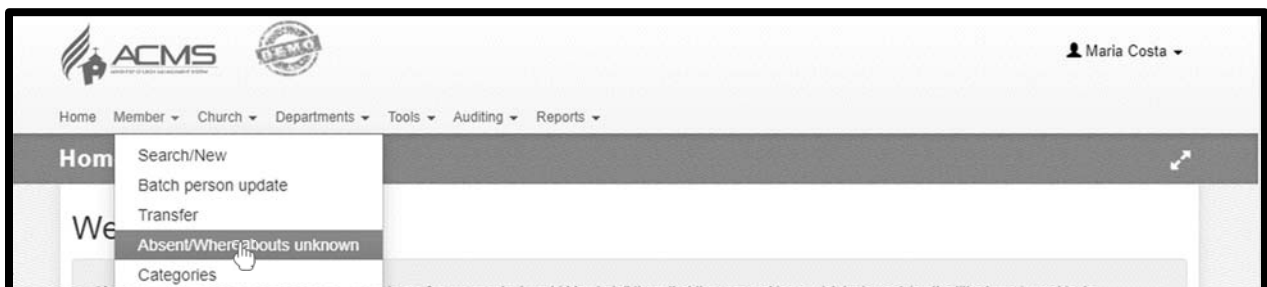 ACMS
DEMO
Maria Costa
Home Member Church Departments Tools Auditing Reports
Hom
Search/New
Batch person update
Transfer
We
Absent/Whereabouts unknown
Categories